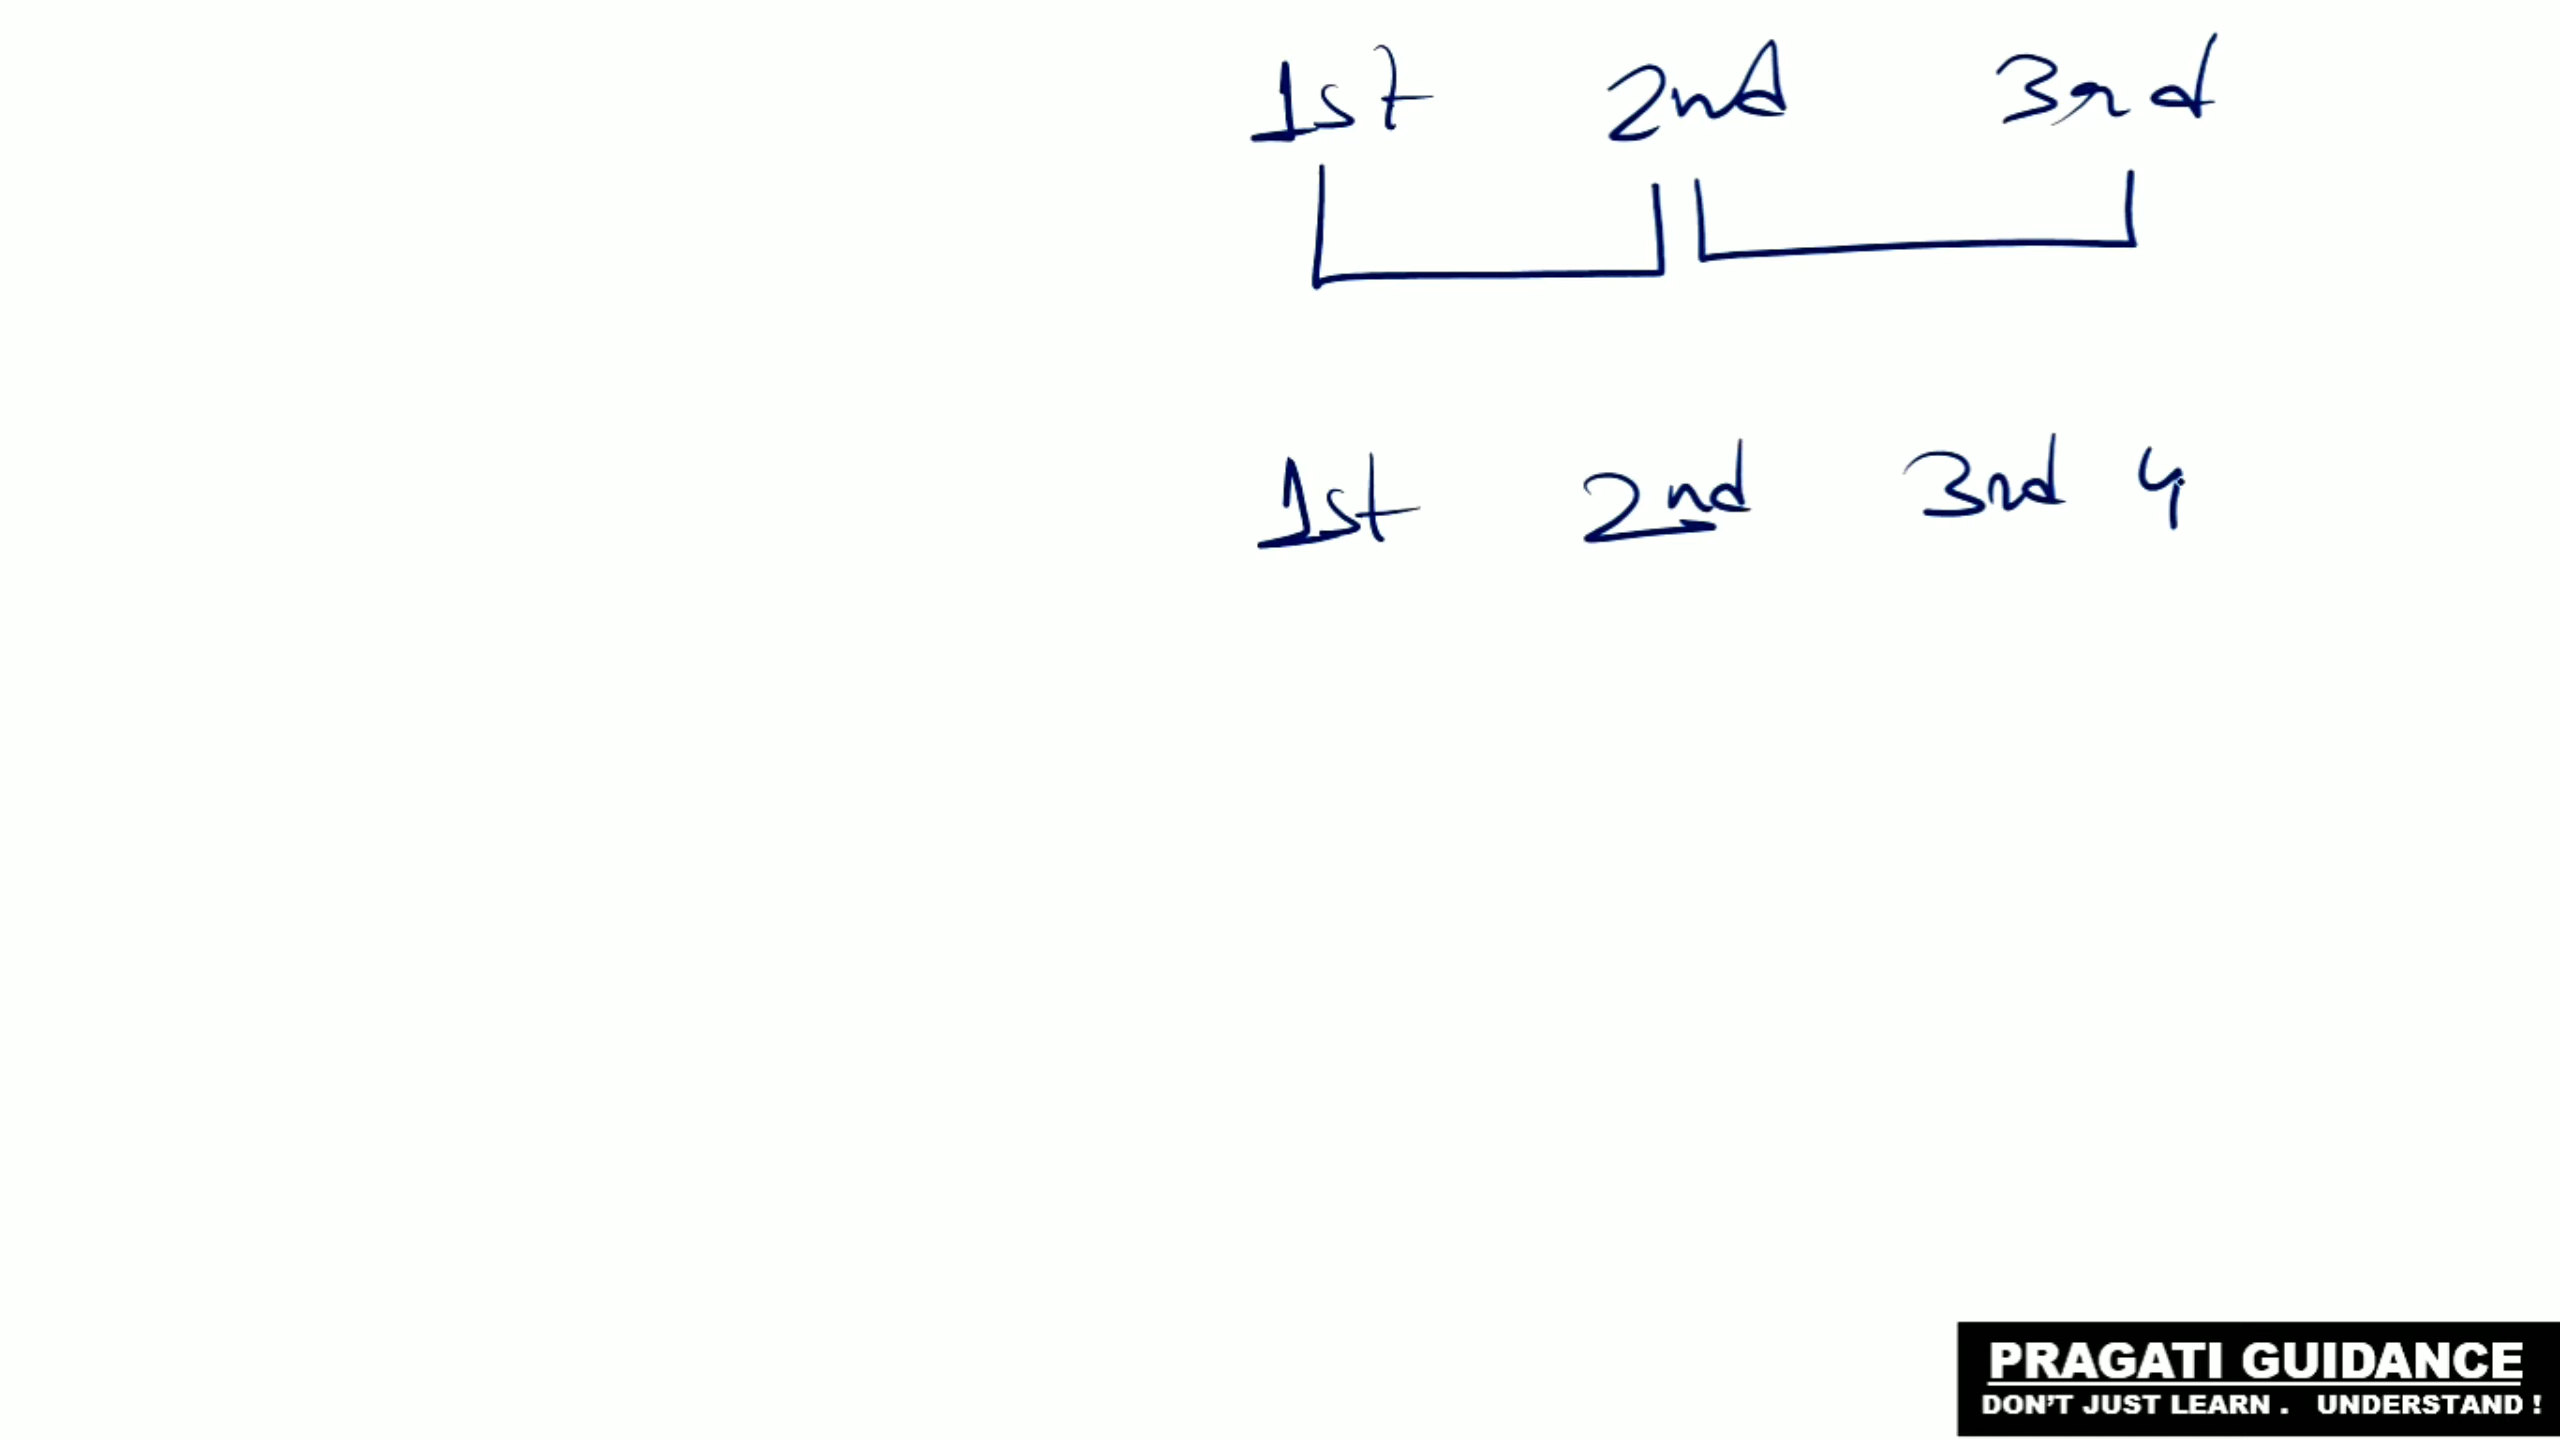 1st 2nd 3rd
1st 2nd 3rd 4
PRAGATI GUIDANCE
DON'T JUST LEARN . UNDERSTAND !